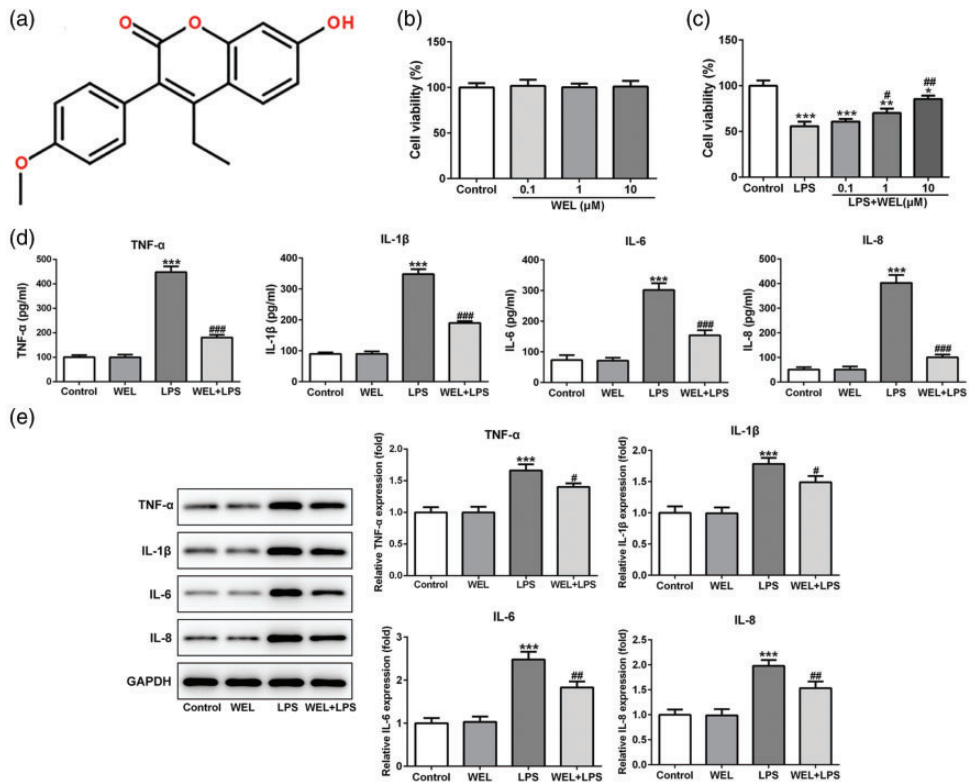 (a)
O
O
OH
O
(b)
Cell viability (%)
150
100
50
0
Control
0.1
1
10
WEL (μM)
(c)
Cell viability (%)
150
100
50
0
***
***
#
**
##
*
Control
LPS
0.1
1
10
LPS+WEL(μM)
(d)
TNF-α
TNF-α (pg/ml)
500
400
300
200
100
0
***
###
Control
WEL
LPS
WEL+LPS
IL-1β
IL-1β (pg/ml)
400
300
200
100
0
***
###
Control
WEL
LPS
WEL+LPS
IL-6
IL-6 (pg/ml)
400
300
200
100
0
***
###
Control
WEL
LPS
WEL+LPS
IL-8
IL-8 (pg/ml)
500
400
300
200
100
0
***
###
Control
WEL
LPS
WEL+LPS
(e)
TNF-α
IL-1β
IL-6
IL-8
GAPDH
Control
WEL
LPS
WEL+LPS
TNF-α
Relative TNF-α expression (fold)
2.0
1.5
1.0
0.5
0.0
***
#
Control
WEL
LPS
WEL+LPS
IL-1β
Relative IL-1β expression (fold)
2.0
1.5
1.0
0.5
0.0
***
#
Control
WEL
LPS
WEL+LPS
IL-6
Relative IL-6 expression (fold)
3
2
1
0
***
##
Control
WEL
LPS
WEL+LPS
IL-8
Relative IL-8 expression (fold)
2.5
2.0
1.5
1.0
0.5
0.0
***
##
Control
WEL
LPS
WEL+LPS